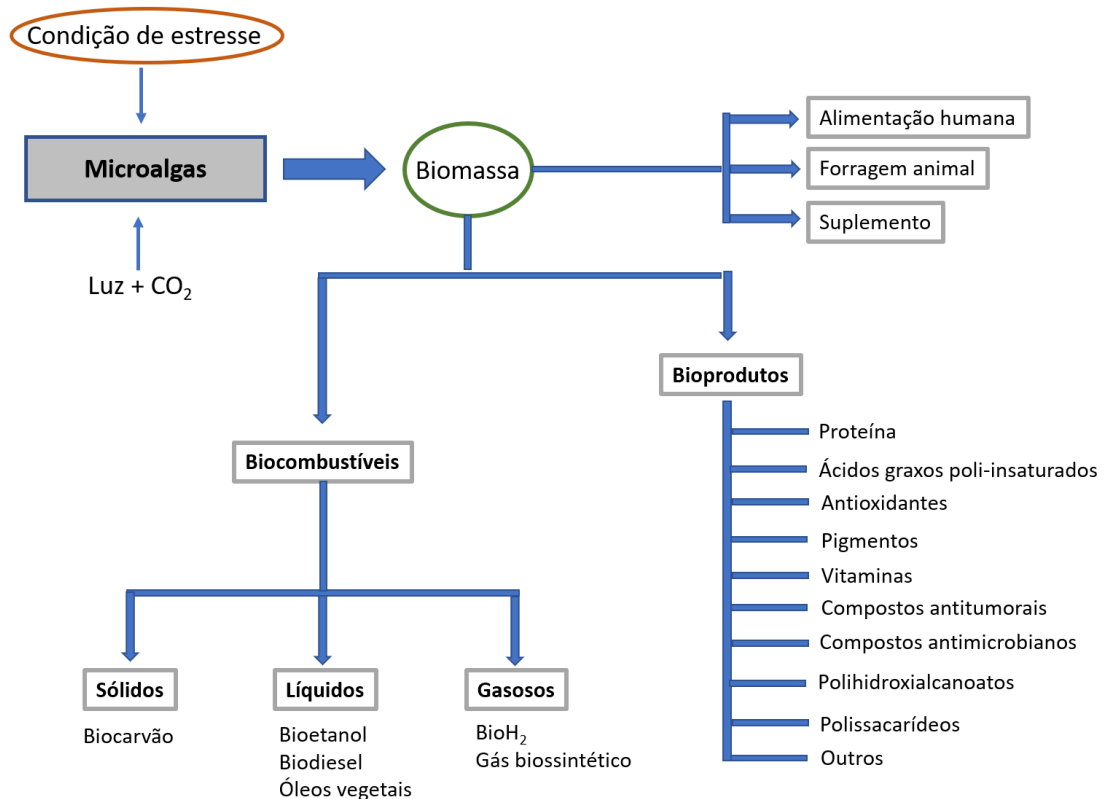 Condição de estresse
Microalgas
Luz + CO₂
Biomassa
Alimentação humana
Forragem animal
Suplemento
Biocombustíveis
Sólidos
Biocarvão
Líquidos
Bioetanol
Biodiesel
Óleos vegetais
Gasosos
BioH₂
Gás biossintético
Bioprodutos
Proteína
Ácidos graxos poli-insaturados
Antioxidantes
Pigmentos
Vitaminas
Compostos antitumorais
Compostos antimicrobianos
Polihidroxialcanoatos
Polissacarídeos
Outros